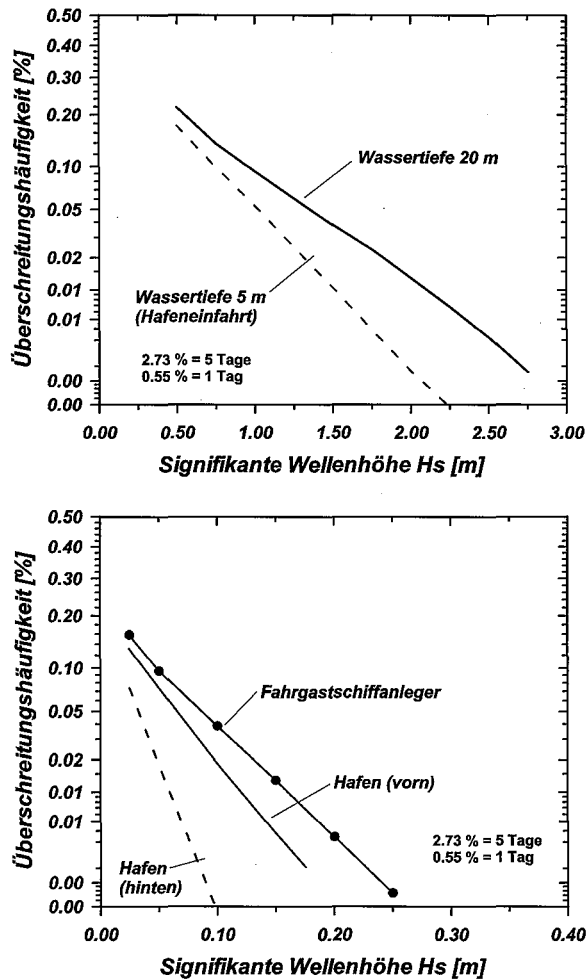 0.50
0.40
0.30
0.20
0.10
0.05
0.02
0.01
0.01
0.00
0.00
Überschreitungshäufigkeit [%]
Wassertiefe 20 m
Wassertiefe 5 m
(Hafeneinfahrt)
2.73 % = 5 Tage
0.55 % = 1 Tag
0.00 0.50 1.00 1.50 2.00 2.50 3.00
Signifikante Wellenhöhe Hs [m]
0.50
0.40
0.30
0.20
0.10
0.05
0.02
0.01
0.01
0.00
0.00
Überschreitungshäufigkeit [%]
Fahrgastschiffanleger
Hafen (vorn)
2.73 % = 5 Tage
0.55 % = 1 Tag
Hafen
(hinten)
0.00 0.10 0.20 0.30 0.40
Signifikante Wellenhöhe Hs [m]